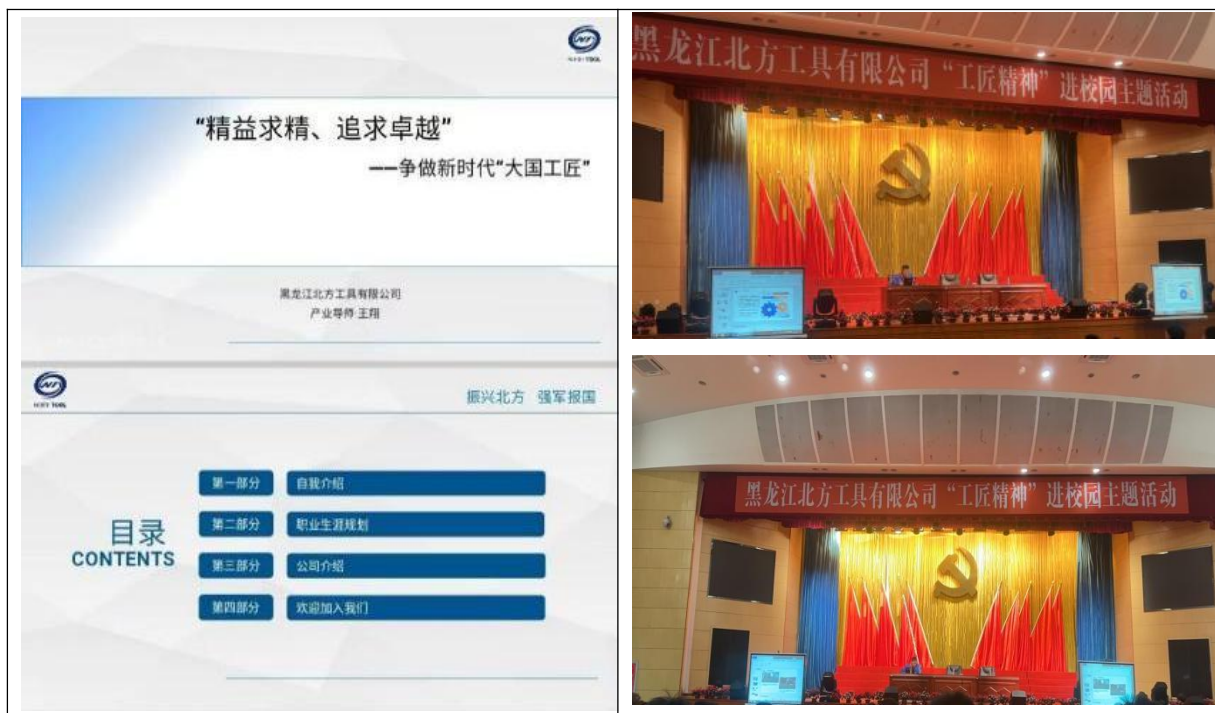 “精益求精、追求卓越”
——争做新时代“大国工匠”
黑龙江北方工具有限公司
产业导师 王翔
振兴北方 强军报国
目录
CONTENTS
第一部分 自我介绍
第二部分 职业生涯规划
第三部分 公司介绍
第四部分 欢迎加入我们
黑龙江北方工具有限公司“工匠精神”进校园主题活动
黑龙江北方工具有限公司“工匠精神”进校园主题活动